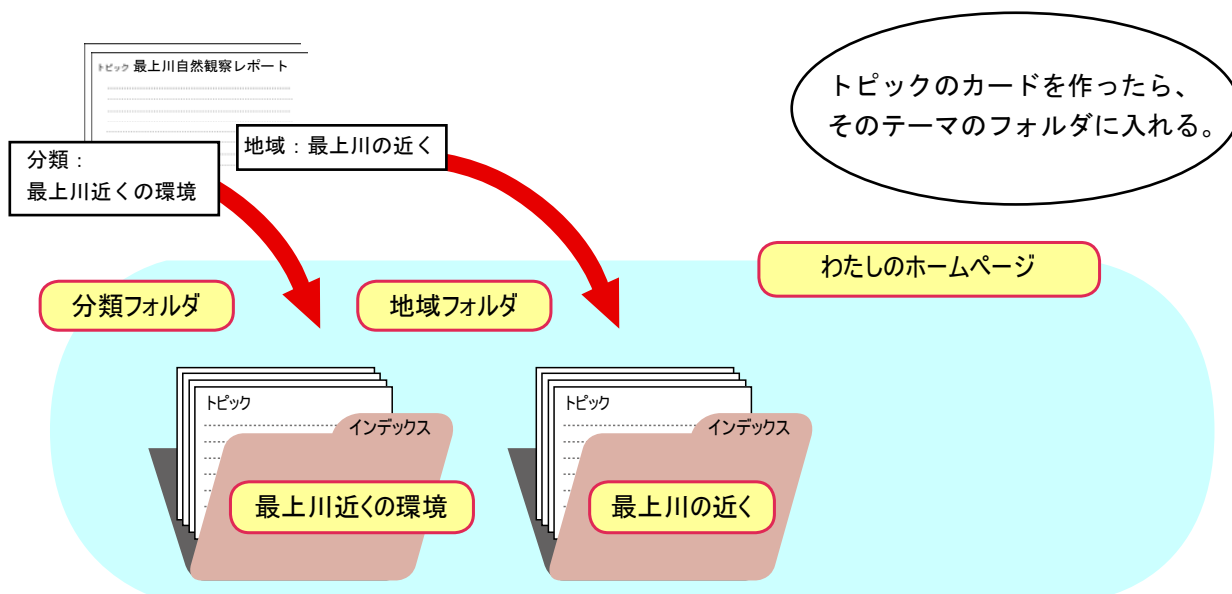 トピック 最上川自然観察レポート
分類：
最上川近くの環境
地域：最上川の近く
トピックのカードを作ったら、
そのテーマのフォルダに入れる。
わたしのホームページ
分類フォルダ
地域フォルダ
トピック
インデックス
最上川近くの環境
トピック
インデックス
最上川の近く